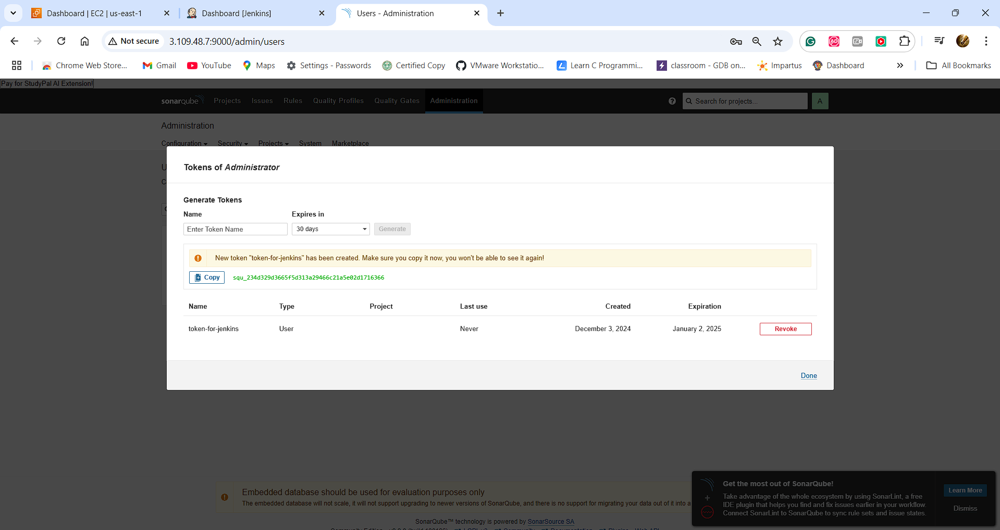 Dashboard | EC2 | us-east-1
Dashboard [Jenkins]
Users - Administration
Not secure
3.109.48.7:9000/admin/users
Chrome Web Store...
Gmail
YouTube
Maps
Settings - Passwords
Certified Copy
VMware Workstatio...
Learn C Programmi...
classroom - GDB on...
Impartus
Dashboard
All Bookmarks
Pay for StudyPal AI Extension!
sonarqube
Projects
Issues
Rules
Quality Profiles
Quality Gates
Administration
Search for projects...
A
Administration
Configuration
Security
Projects
System
Marketplace
Tokens of Administrator
Generate Tokens
Name
Expires in
Enter Token Name
30 days
Generate
New token "token-for-jenkins" has been created. Make sure you copy it now, you won't be able to see it again!
Copy
squ_234d329d3665f5d313a29466c21a5e02d1716366
Name Type Project Last use Created Expiration
token-for-jenkins User Never December 3, 2024 January 2, 2025 Revoke
Done
Embedded database should be used for evaluation purposes only
The embedded database will not scale, it will not support upgrading to newer versions of SonarQube, and there is no support for migrating your data out of it into a
Get the most out of SonarQube!
Take advantage of the whole ecosystem by using SonarLint, a free
IDE plugin that helps you find and fix issues earlier in your workflow.
Connect SonarLint to SonarQube to sync rule sets and issue states.
Learn More
Dismiss
SonarQube™ technology is powered by SonarSource SA